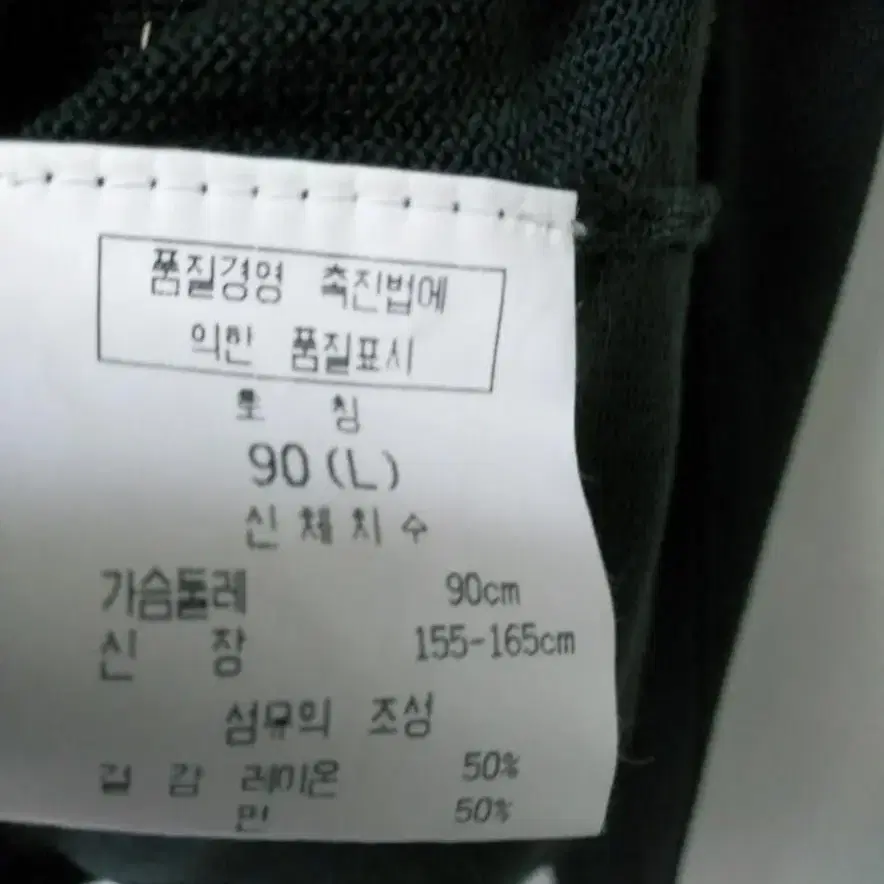 품질경영 촉진법에
의한 품질표시
호 칭
90 (L)
신 체 치 수
가슴둘레 90cm
신 장 155-165cm
섬유의 조성
겉 감 레이온 50%
면 50%